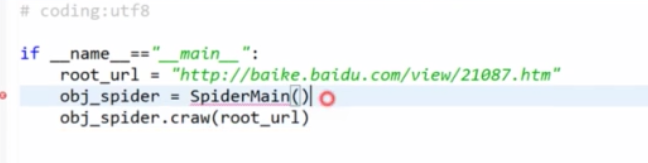 # coding:utf8
if __name__=="__main__":
root_url = "http://baike.baidu.com/view/21087.htm"
obj_spider = SpiderMain()
obj_spider.craw(root_url)